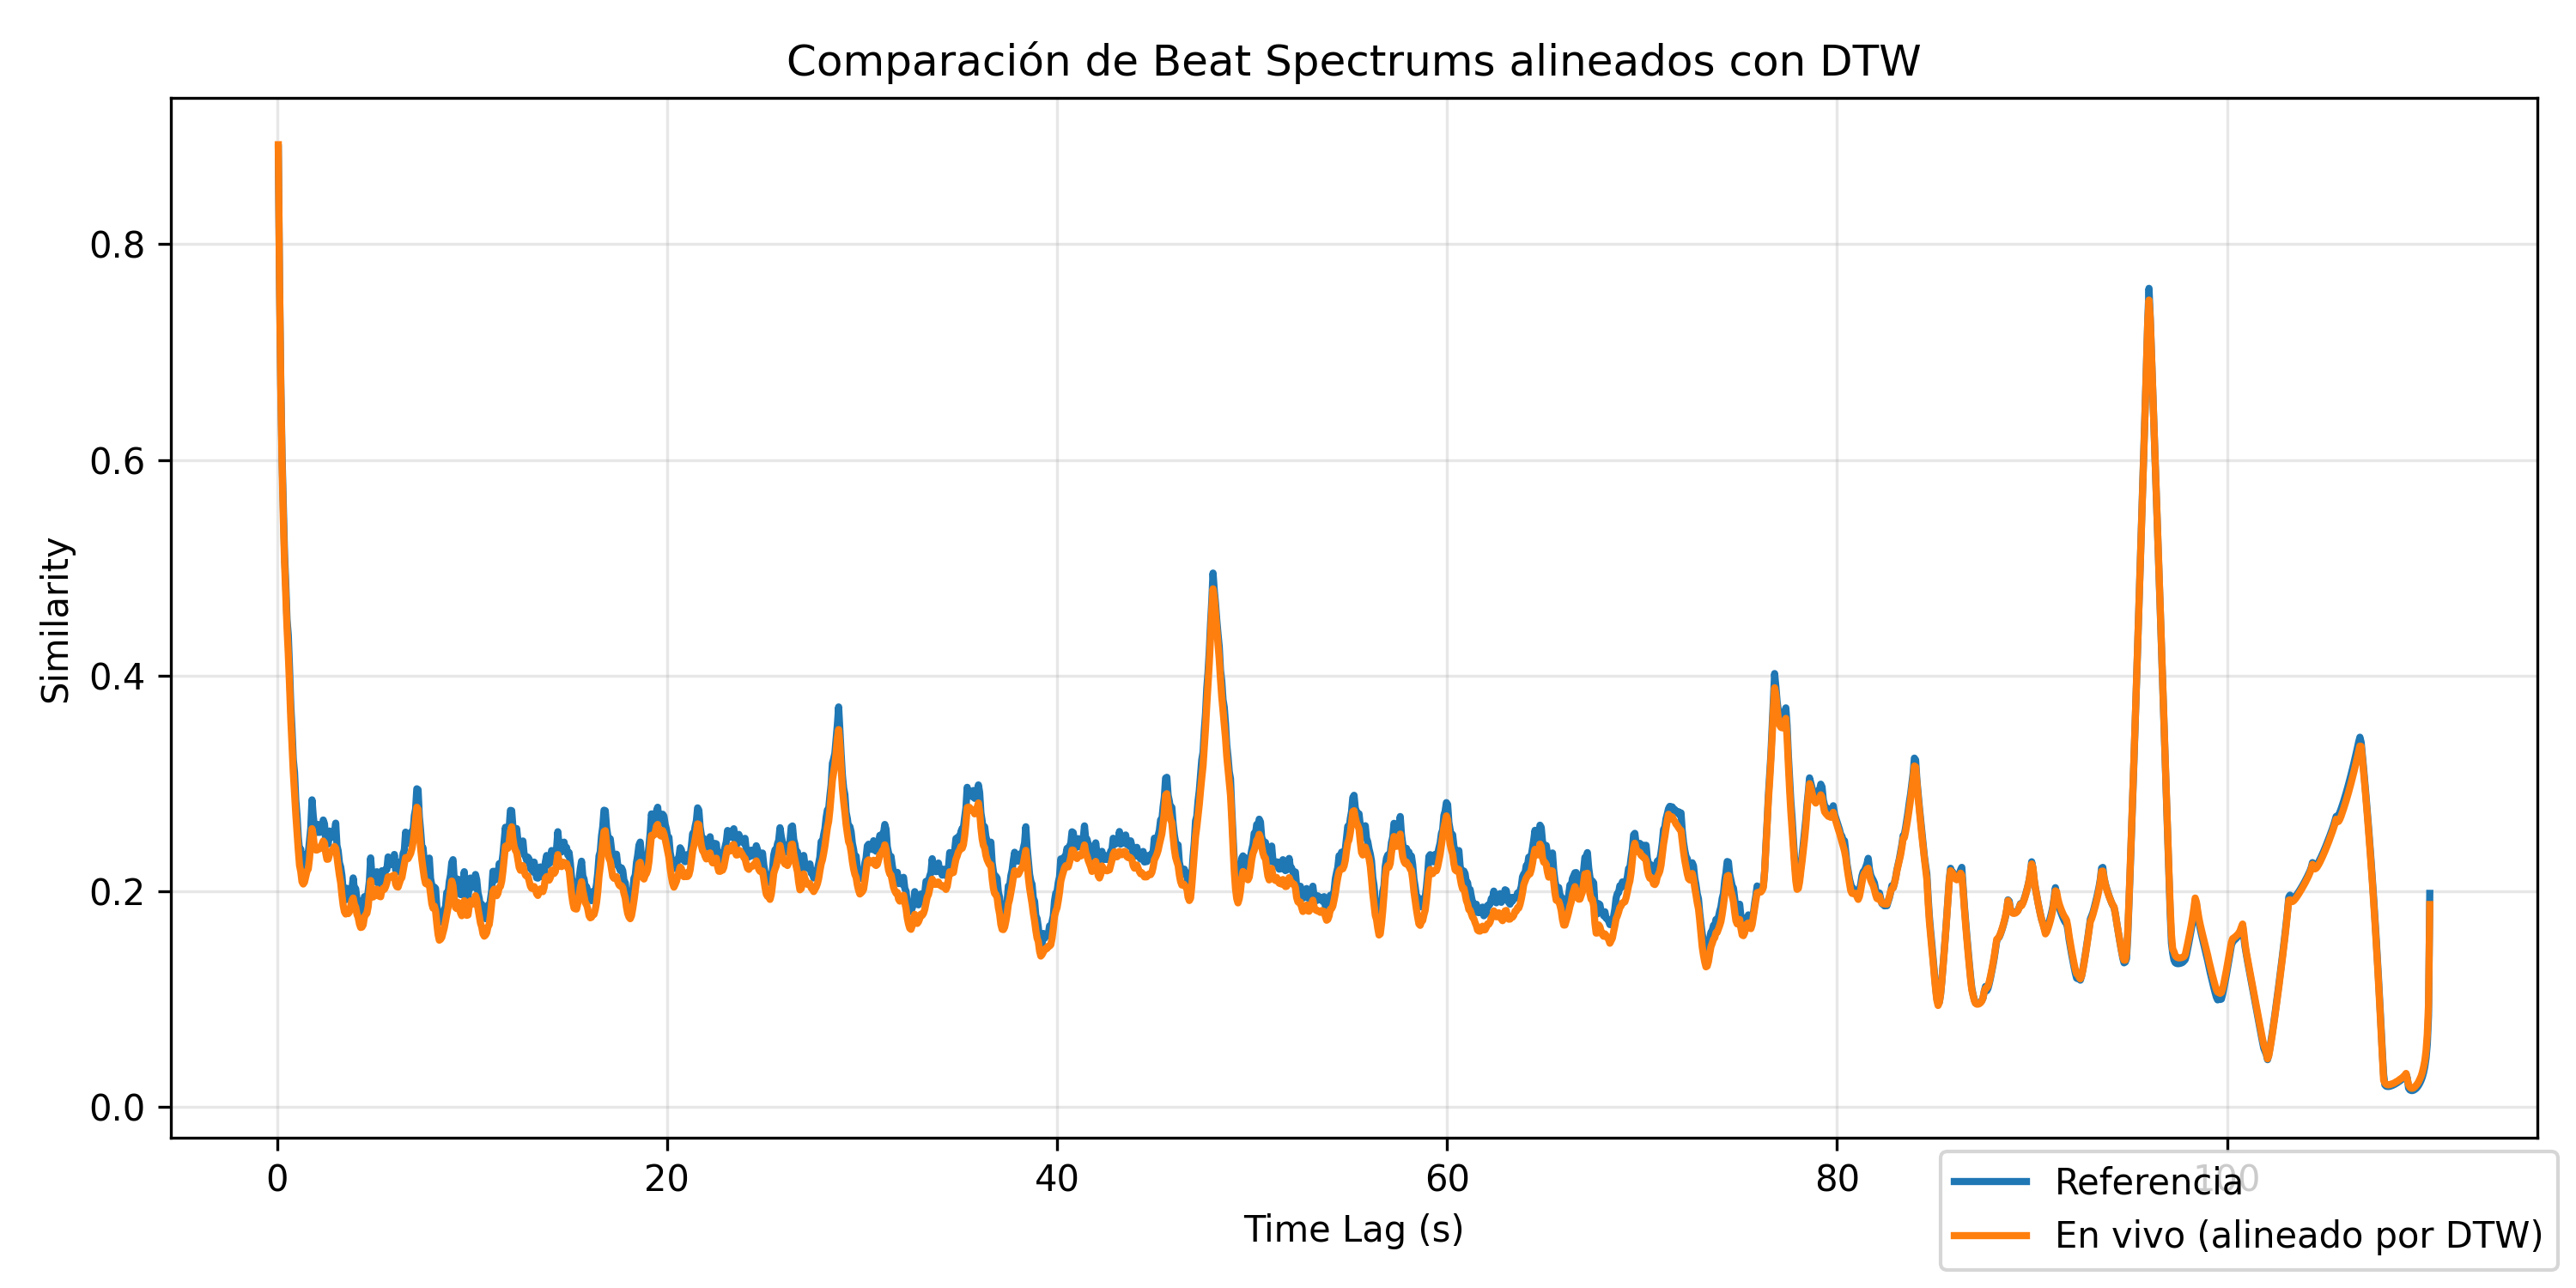 Comparación de Beat Spectrums alineados con DTW
Similarity
0.8
0.6
0.4
0.2
0.0
0 20 40 60 80 100
Time Lag (s)
Referencia
En vivo (alineado por DTW)